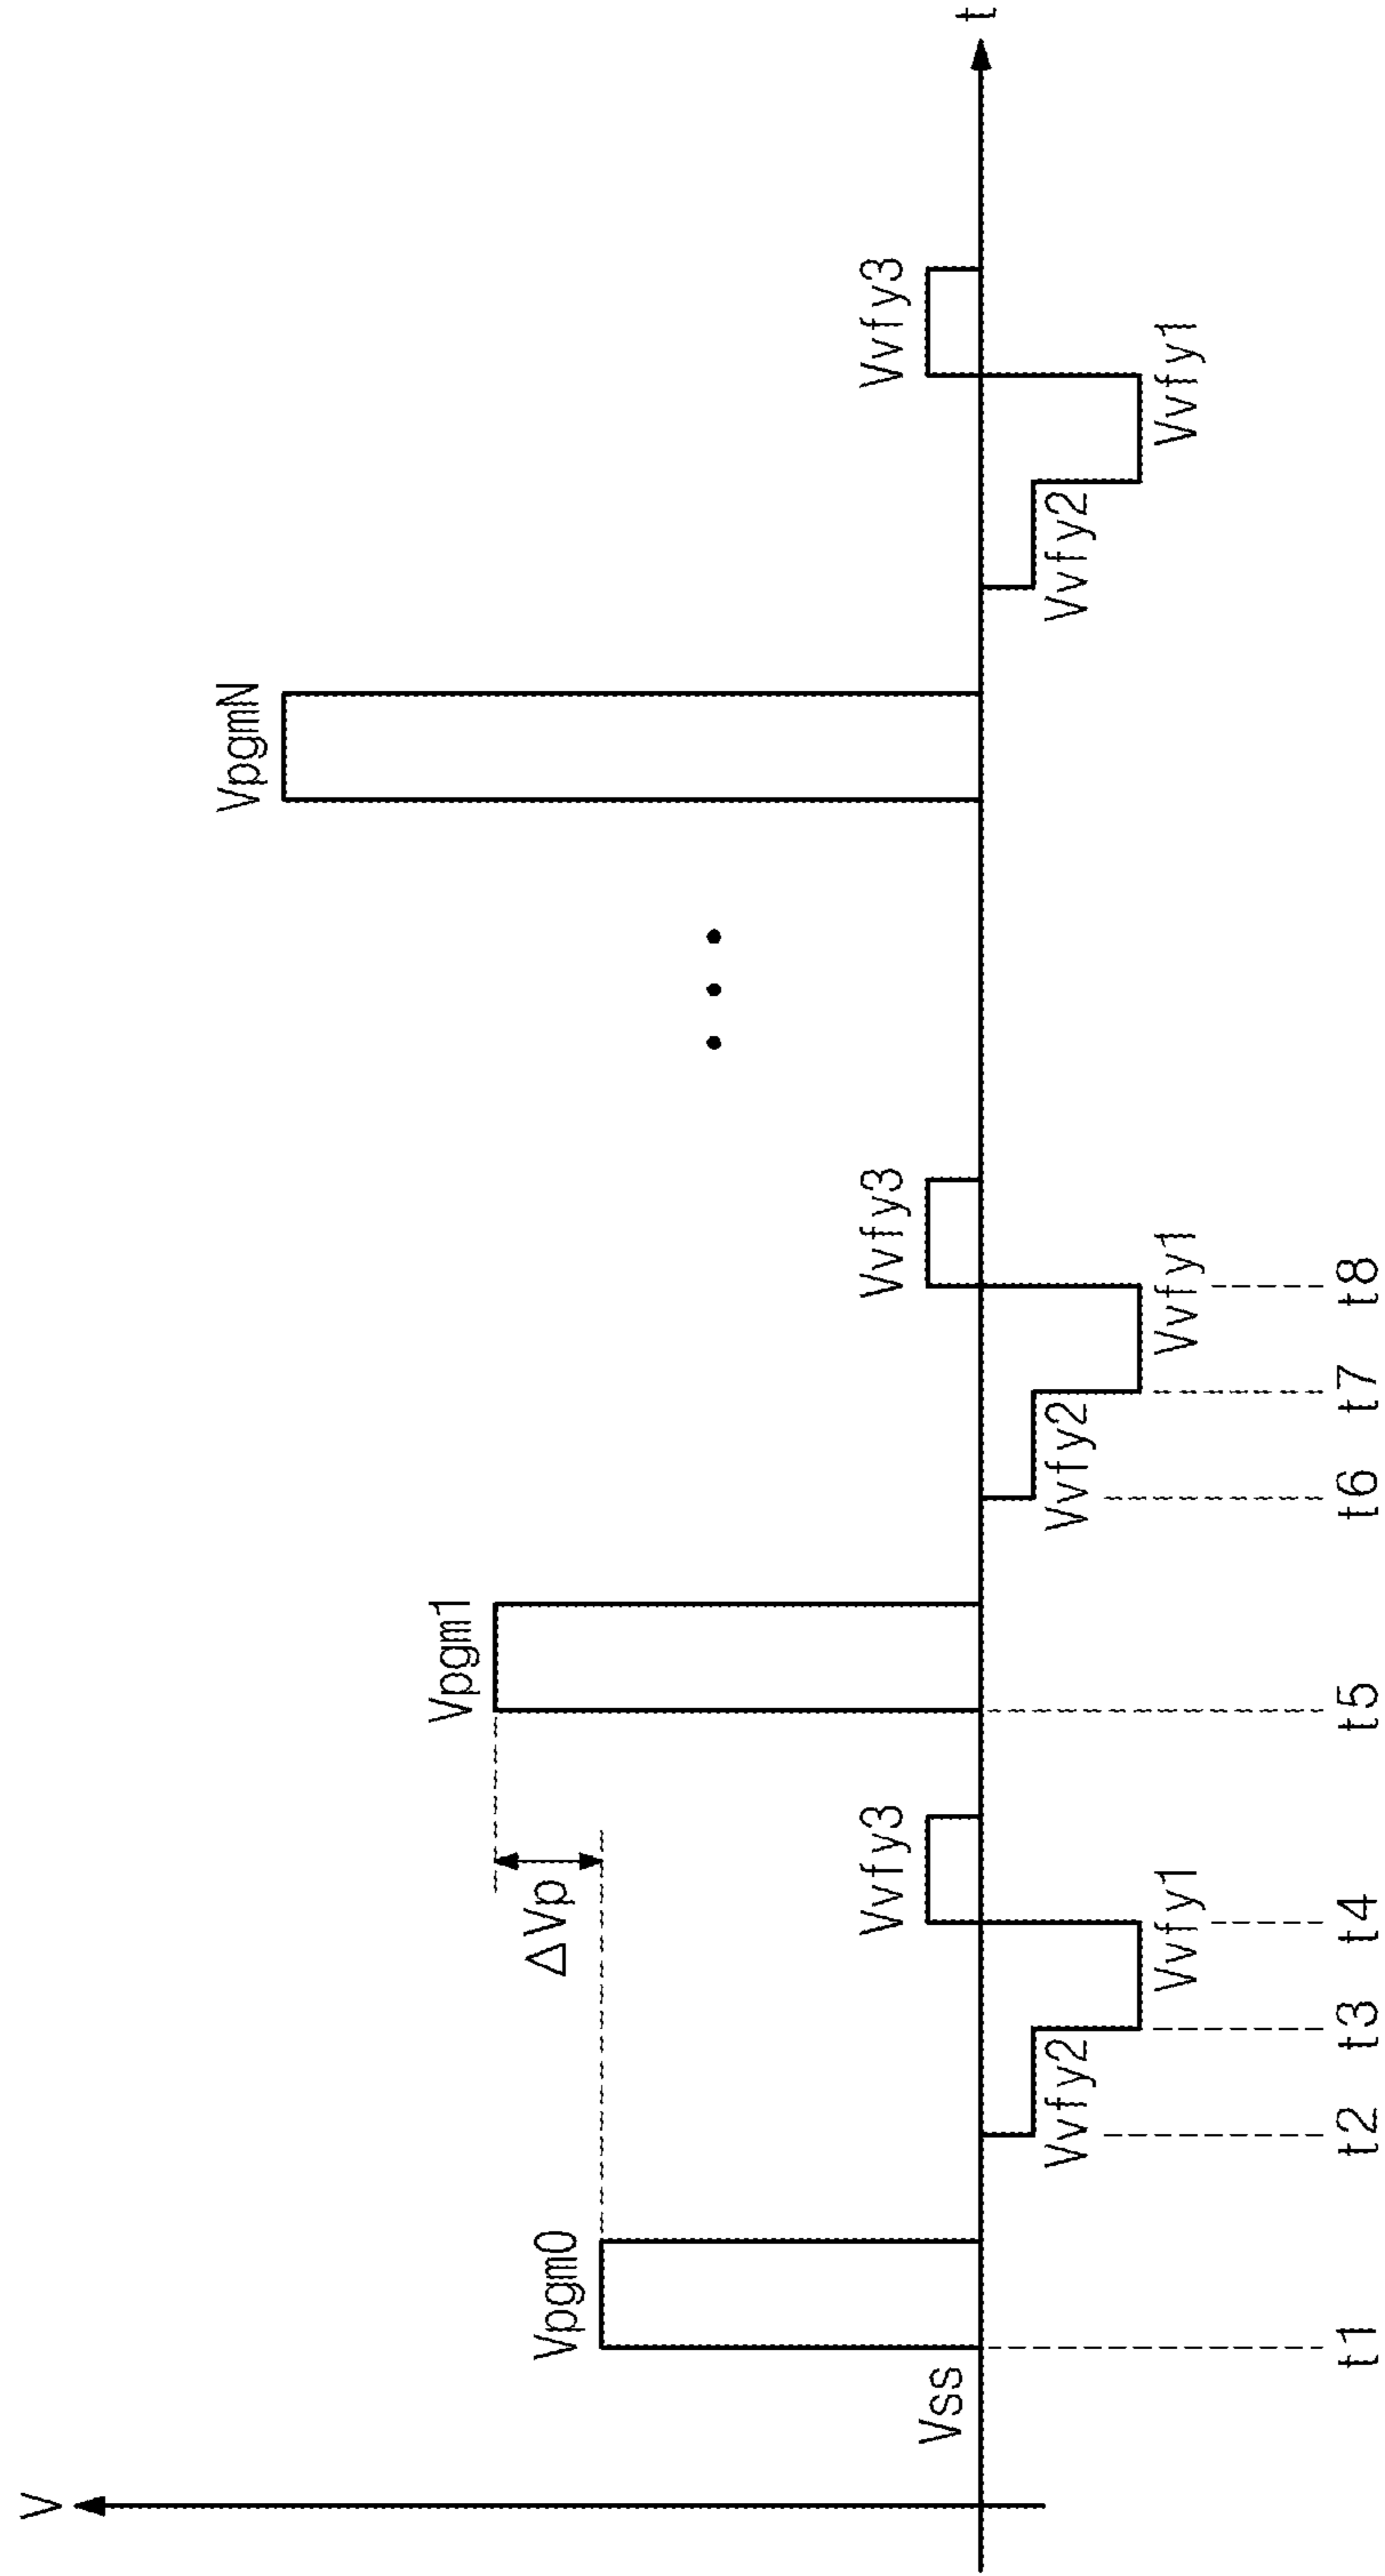 V
VpgmN
Vpgm1
ΔVp
Vpgm0
Vvfy3
Vvfy3
Vvfy3
Vss
t
Vvfy2
Vvfy1
Vvfy2
Vvfy1
Vvfy2
Vvfy1
t1
t2
t3
t4
t5
t6
t7
t8